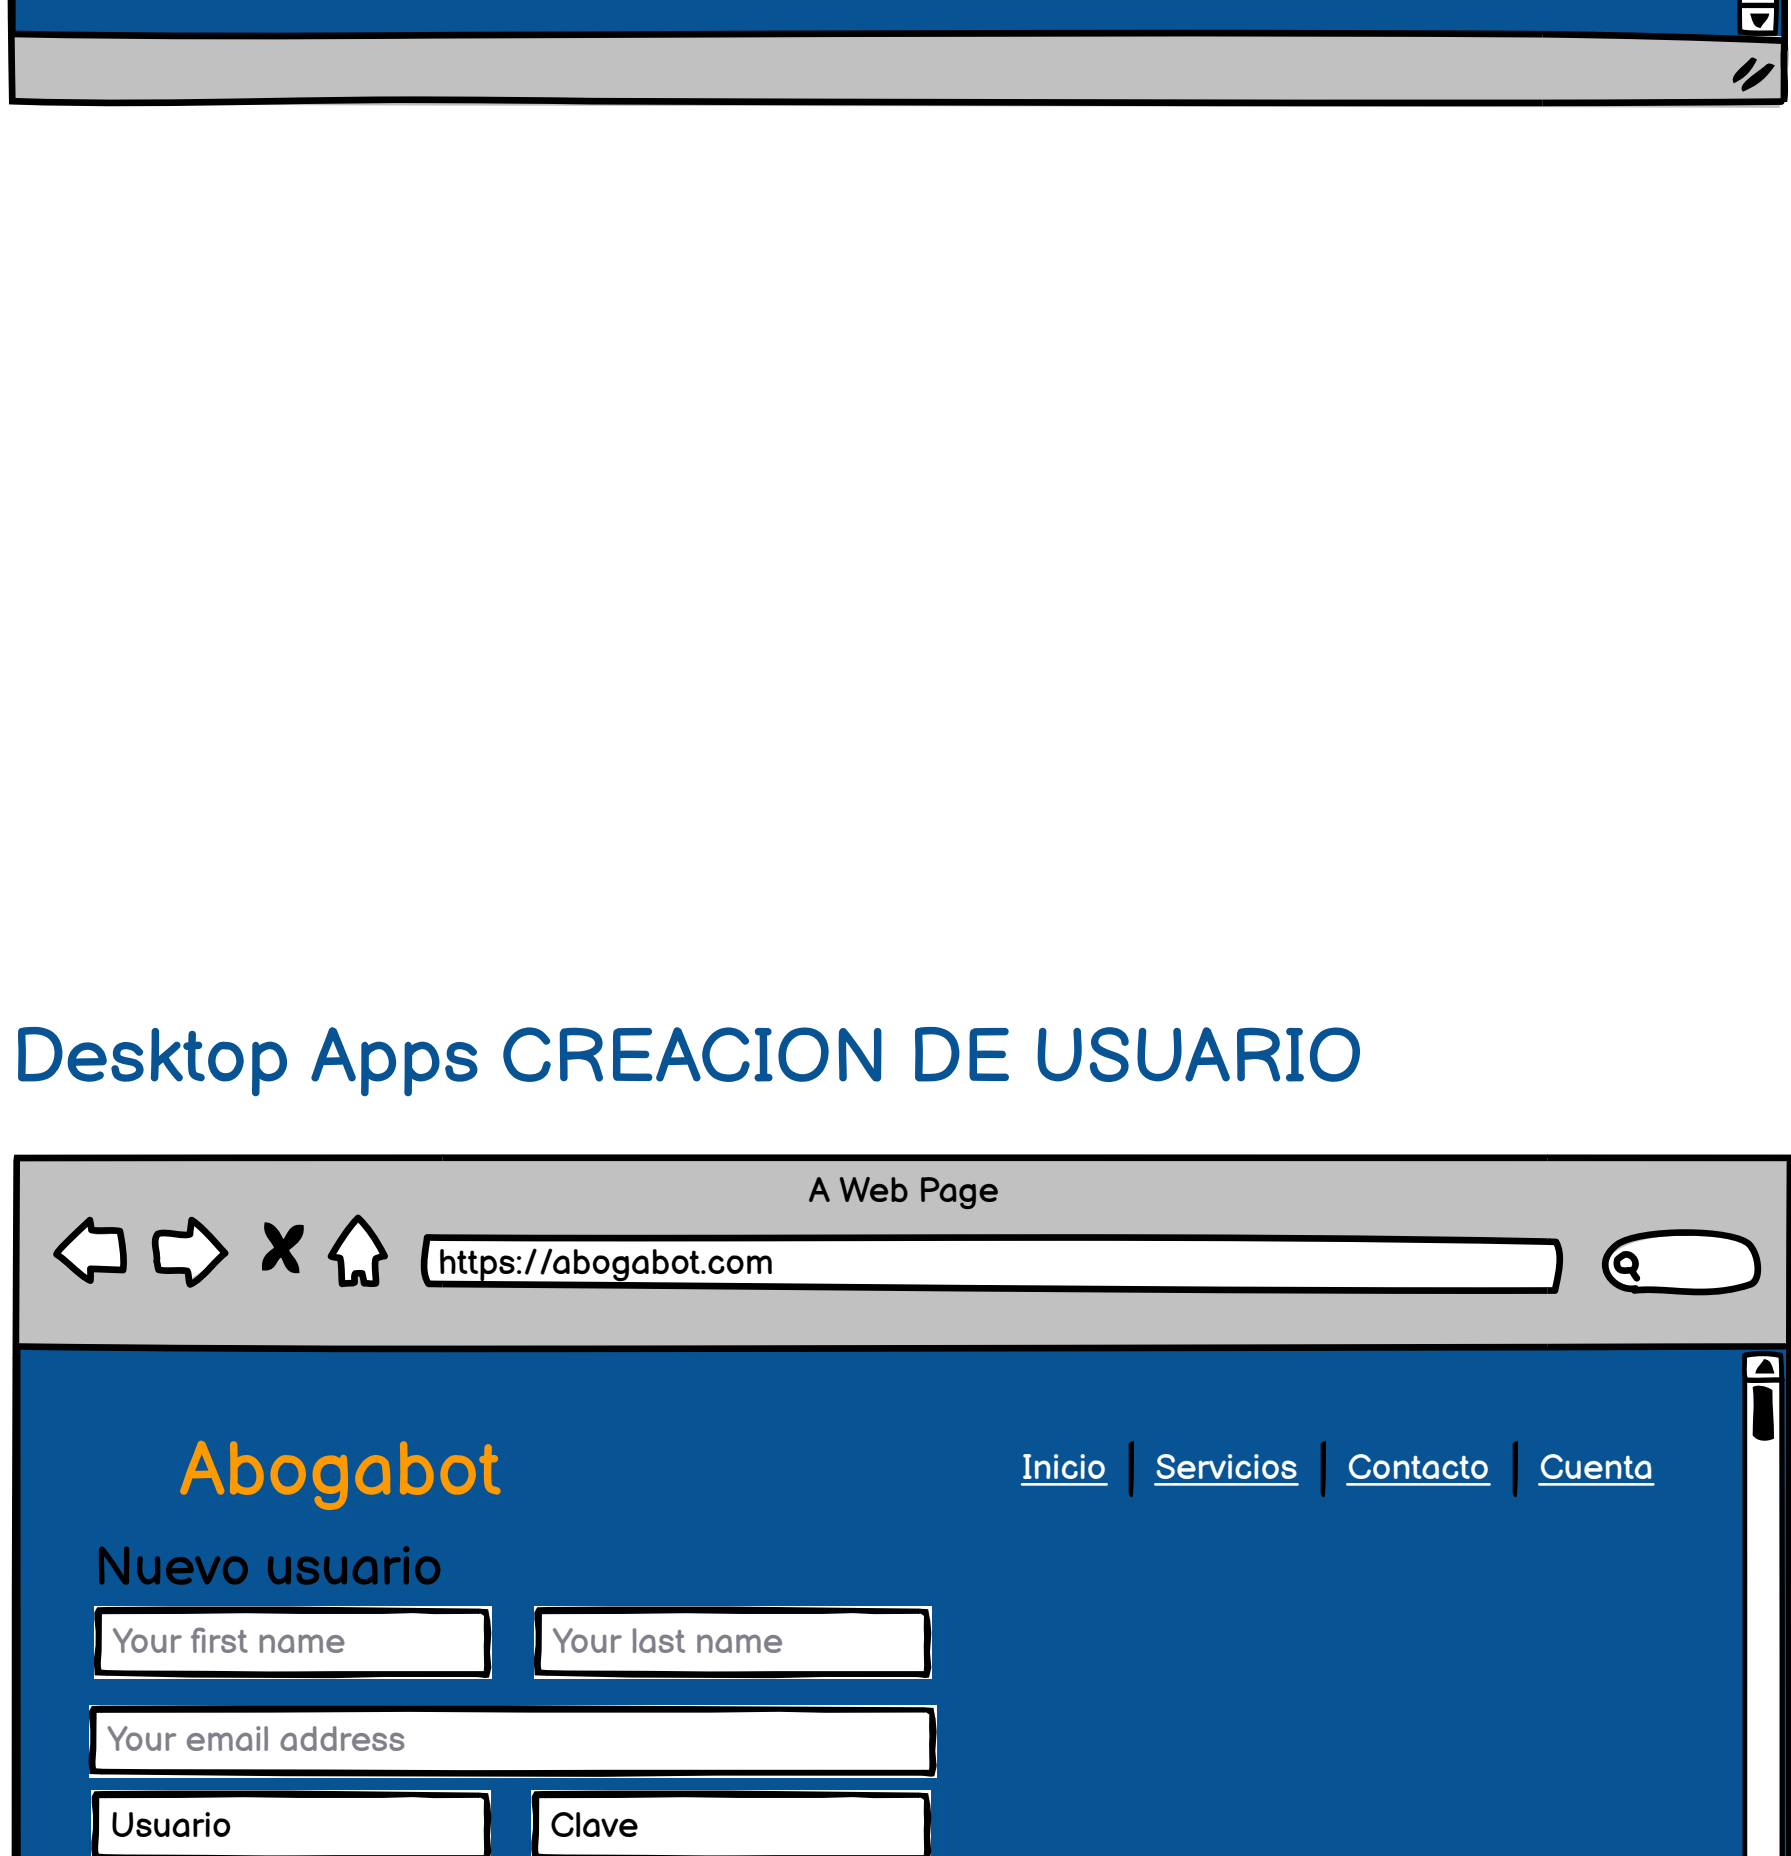 Desktop Apps CREACION DE USUARIO
A Web Page
https://abogabot.com
Abogabot
Inicio Servicios Contacto Cuenta
Nuevo usuario
Your first name Your last name
Your email address
Usuario Clave